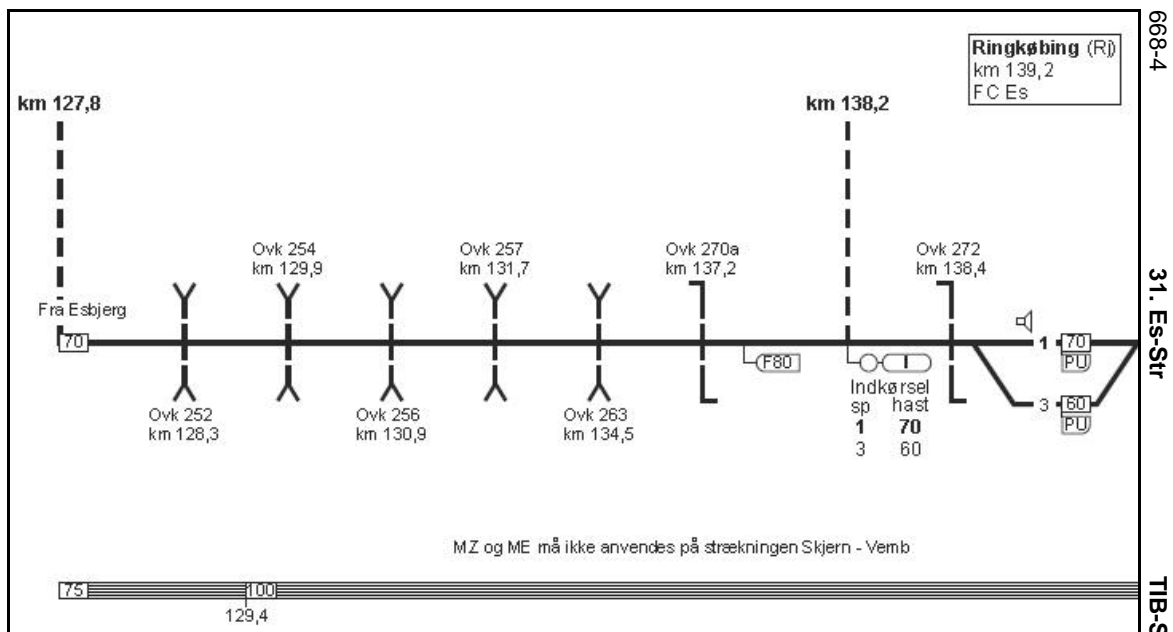 Ringkøbing (Rj)
km 139,2
FC Es
km 127,8
km 138,2
Ovk 254
km 129,9
Ovk 257
km 131,7
Ovk 270a
km 137,2
Ovk 272
km 138,4
Fra Esbjerg
70
F80
I
1
70
PU
3
60
PU
Ovk 252
km 128,3
Ovk 256
km 130,9
Ovk 263
km 134,5
Indkørsel
sp hast
1 70
3 60
MZ og ME må ikke anvendes på strækningen Skjern - Vemb
75
100
129,4
668-4
31. Es-Str
TIB-S